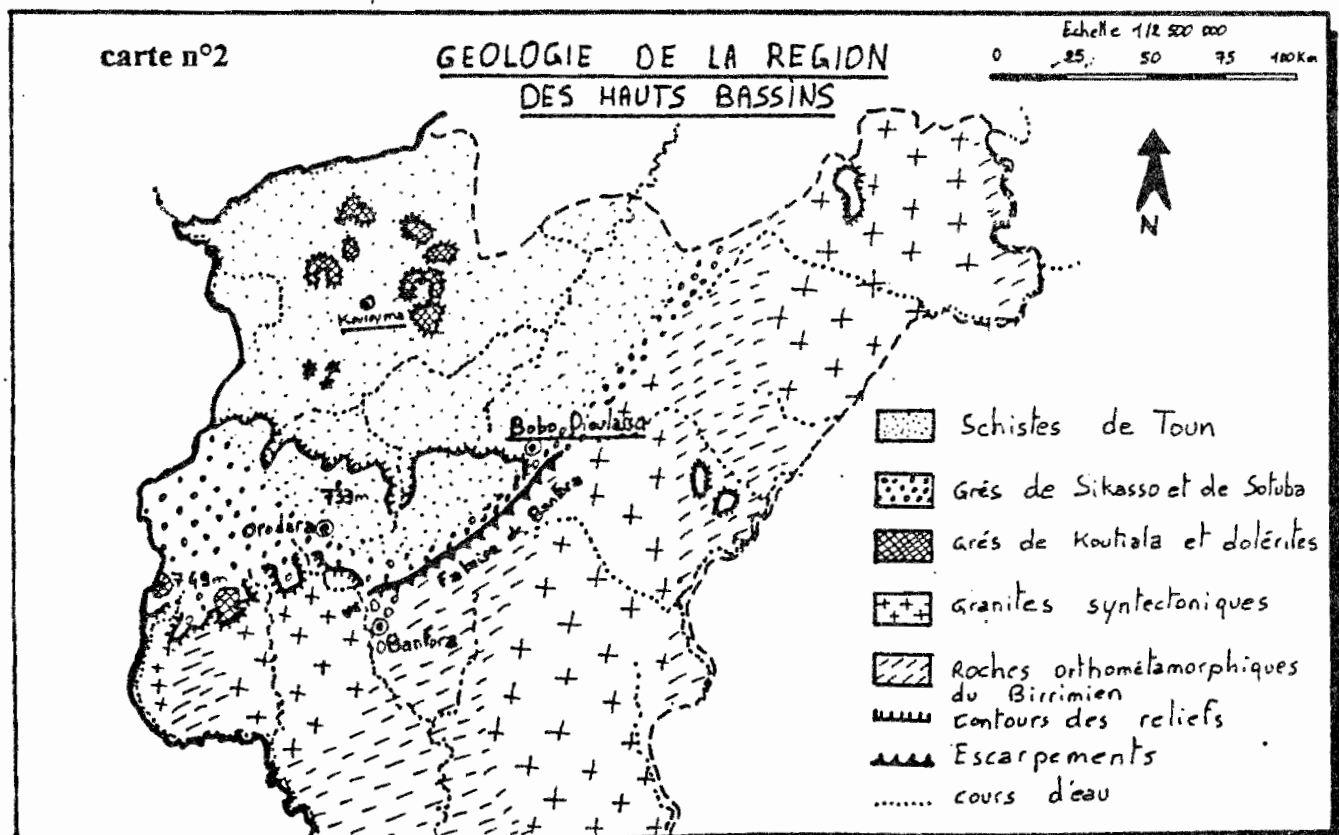 carte n°2
GEOLOGIE DE LA REGION
DES HAUTS BASSINS
Echelle 1/2 500 000
0 25 50 75 100 Km
N
Bobo Dioulasso
733m
Orodara
749m
Falaise de Banfora
Banfora
Schistes de Toun
Grés de Sikasso et de Sotuba
Grés de Koutiala et dolérites
Granites syntectoniques
Roches orthométamorphiques
du Birrimien
Contours des reliefs
Escarpements
cours d'eau